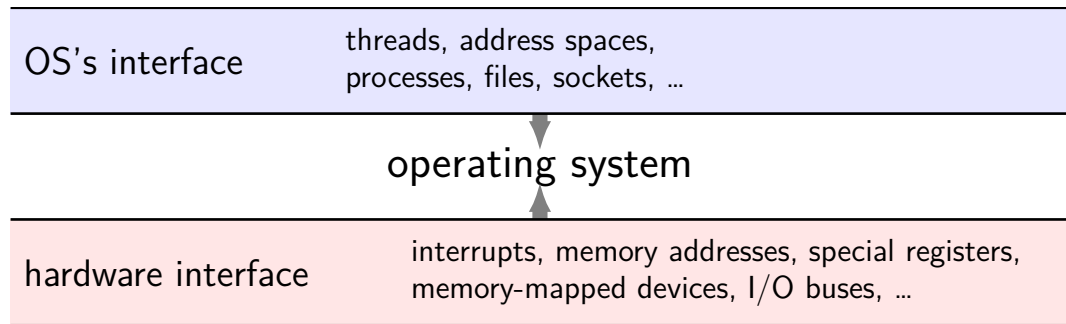 OS's interface
threads, address spaces,
processes, files, sockets, …
operating system
hardware interface
interrupts, memory addresses, special registers,
memory-mapped devices, I/O buses, …